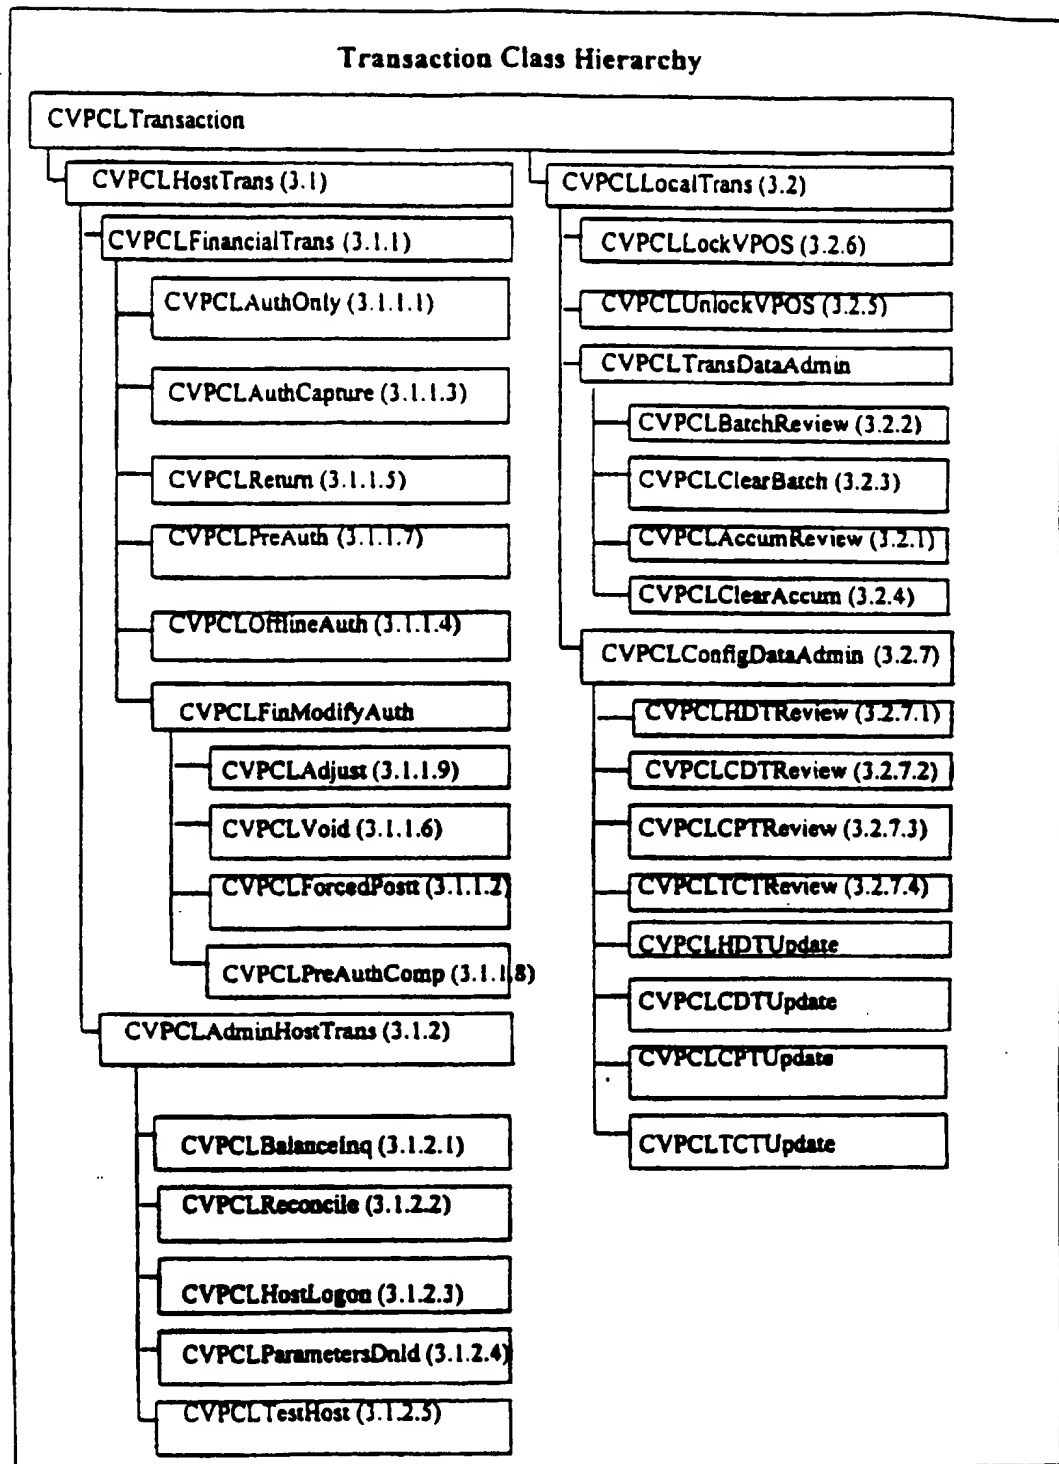 Transaction Class Hierarchy
CVPCLTransaction
CVPCLHostTrans (3.1)
CVPCLFinancialTrans (3.1.1)
CVPCLAuthOnly (3.1.1.1)
CVPCLAuthCapture (3.1.1.3)
CVPCLReturn (3.1.1.5)
CVPCLPreAuth (3.1.1.7)
CVPCLOfflineAuth (3.1.1.4)
CVPCLFinModifyAuth
CVPCLAdjust (3.1.1.9)
CVPCLVoid (3.1.1.6)
CVPCLForcedPostt (3.1.1.2)
CVPCLPreAuthComp (3.1.1.8)
CVPCLAdminHostTrans (3.1.2)
CVPCLBalanceInq (3.1.2.1)
CVPCLReconcile (3.1.2.2)
CVPCLHostLogon (3.1.2.3)
CVPCLParametersDnld (3.1.2.4)
CVPCLTestHost (3.1.2.5)
CVPCLLocalTrans (3.2)
CVPCLLockVPOS (3.2.6)
CVPCLUnlockVPOS (3.2.5)
CVPCLTransDataAdmin
CVPCLBatchReview (3.2.2)
CVPCLClearBatch (3.2.3)
CVPCLAccumReview (3.2.1)
CVPCLClearAccum (3.2.4)
CVPCLConfigDataAdmin (3.2.7)
CVPCLHDTReview (3.2.7.1)
CVPCLCDTReview (3.2.7.2)
CVPCLCPTReview (3.2.7.3)
CVPCLTCTReview (3.2.7.4)
CVPCLHDTUpdate
CVPCLCDTUpdate
CVPCLCPTUpdate
CVPCLTCTUpdate